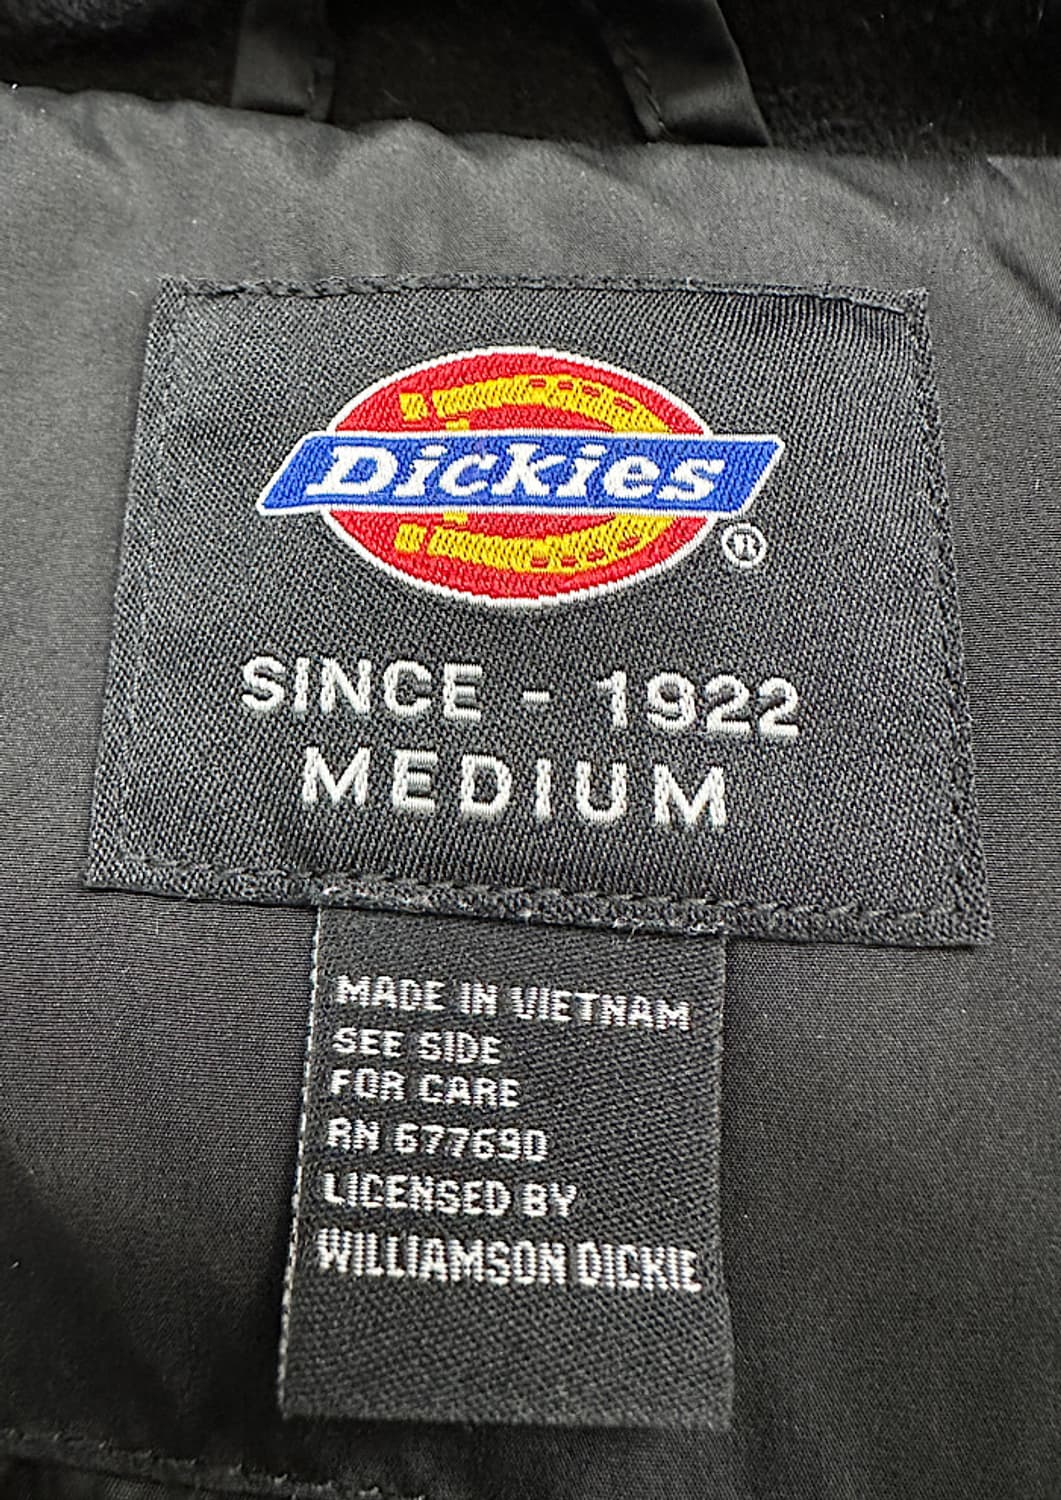 Dickies®
SINCE - 1922
MEDIUM
MADE IN VIETNAM
SEE SIDE
FOR CARE
RN 677690
LICENSED BY
WILLIAMSON DICKIE